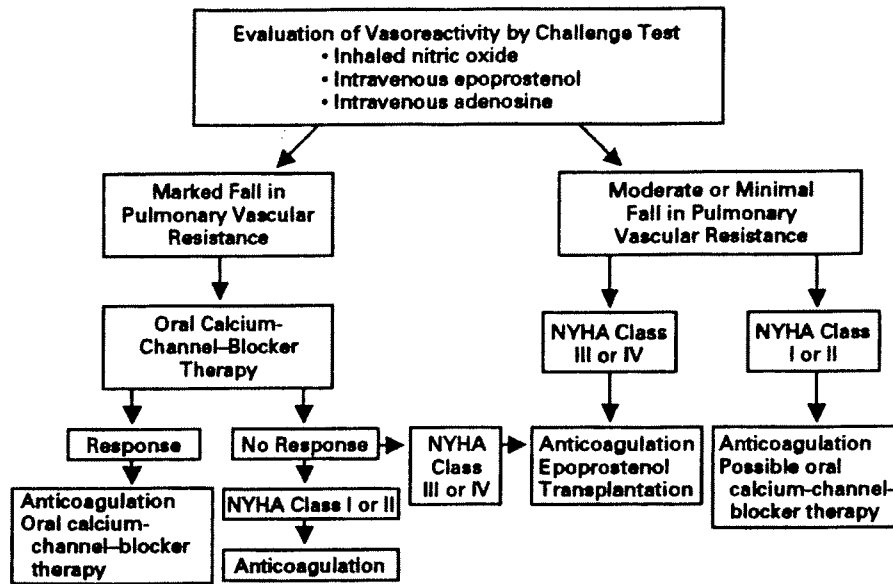 Evaluation of Vasoreactivity by Challenge Test
• Inhaled nitric oxide
• Intravenous epoprostenol
• Intravenous adenosine
Marked Fall in
Pulmonary Vascular
Resistance
Moderate or Minimal
Fall in Pulmonary
Vascular Resistance
Oral Calcium-
Channel–Blocker
Therapy
NYHA Class
III or IV
NYHA Class
I or II
Response
No Response
NYHA
Class
III or IV
Anticoagulation
Epoprostenol
Transplantation
Anticoagulation
Possible oral
calcium-channel–
blocker therapy
Anticoagulation
Oral calcium-
channel–blocker
therapy
NYHA Class I or II
Anticoagulation